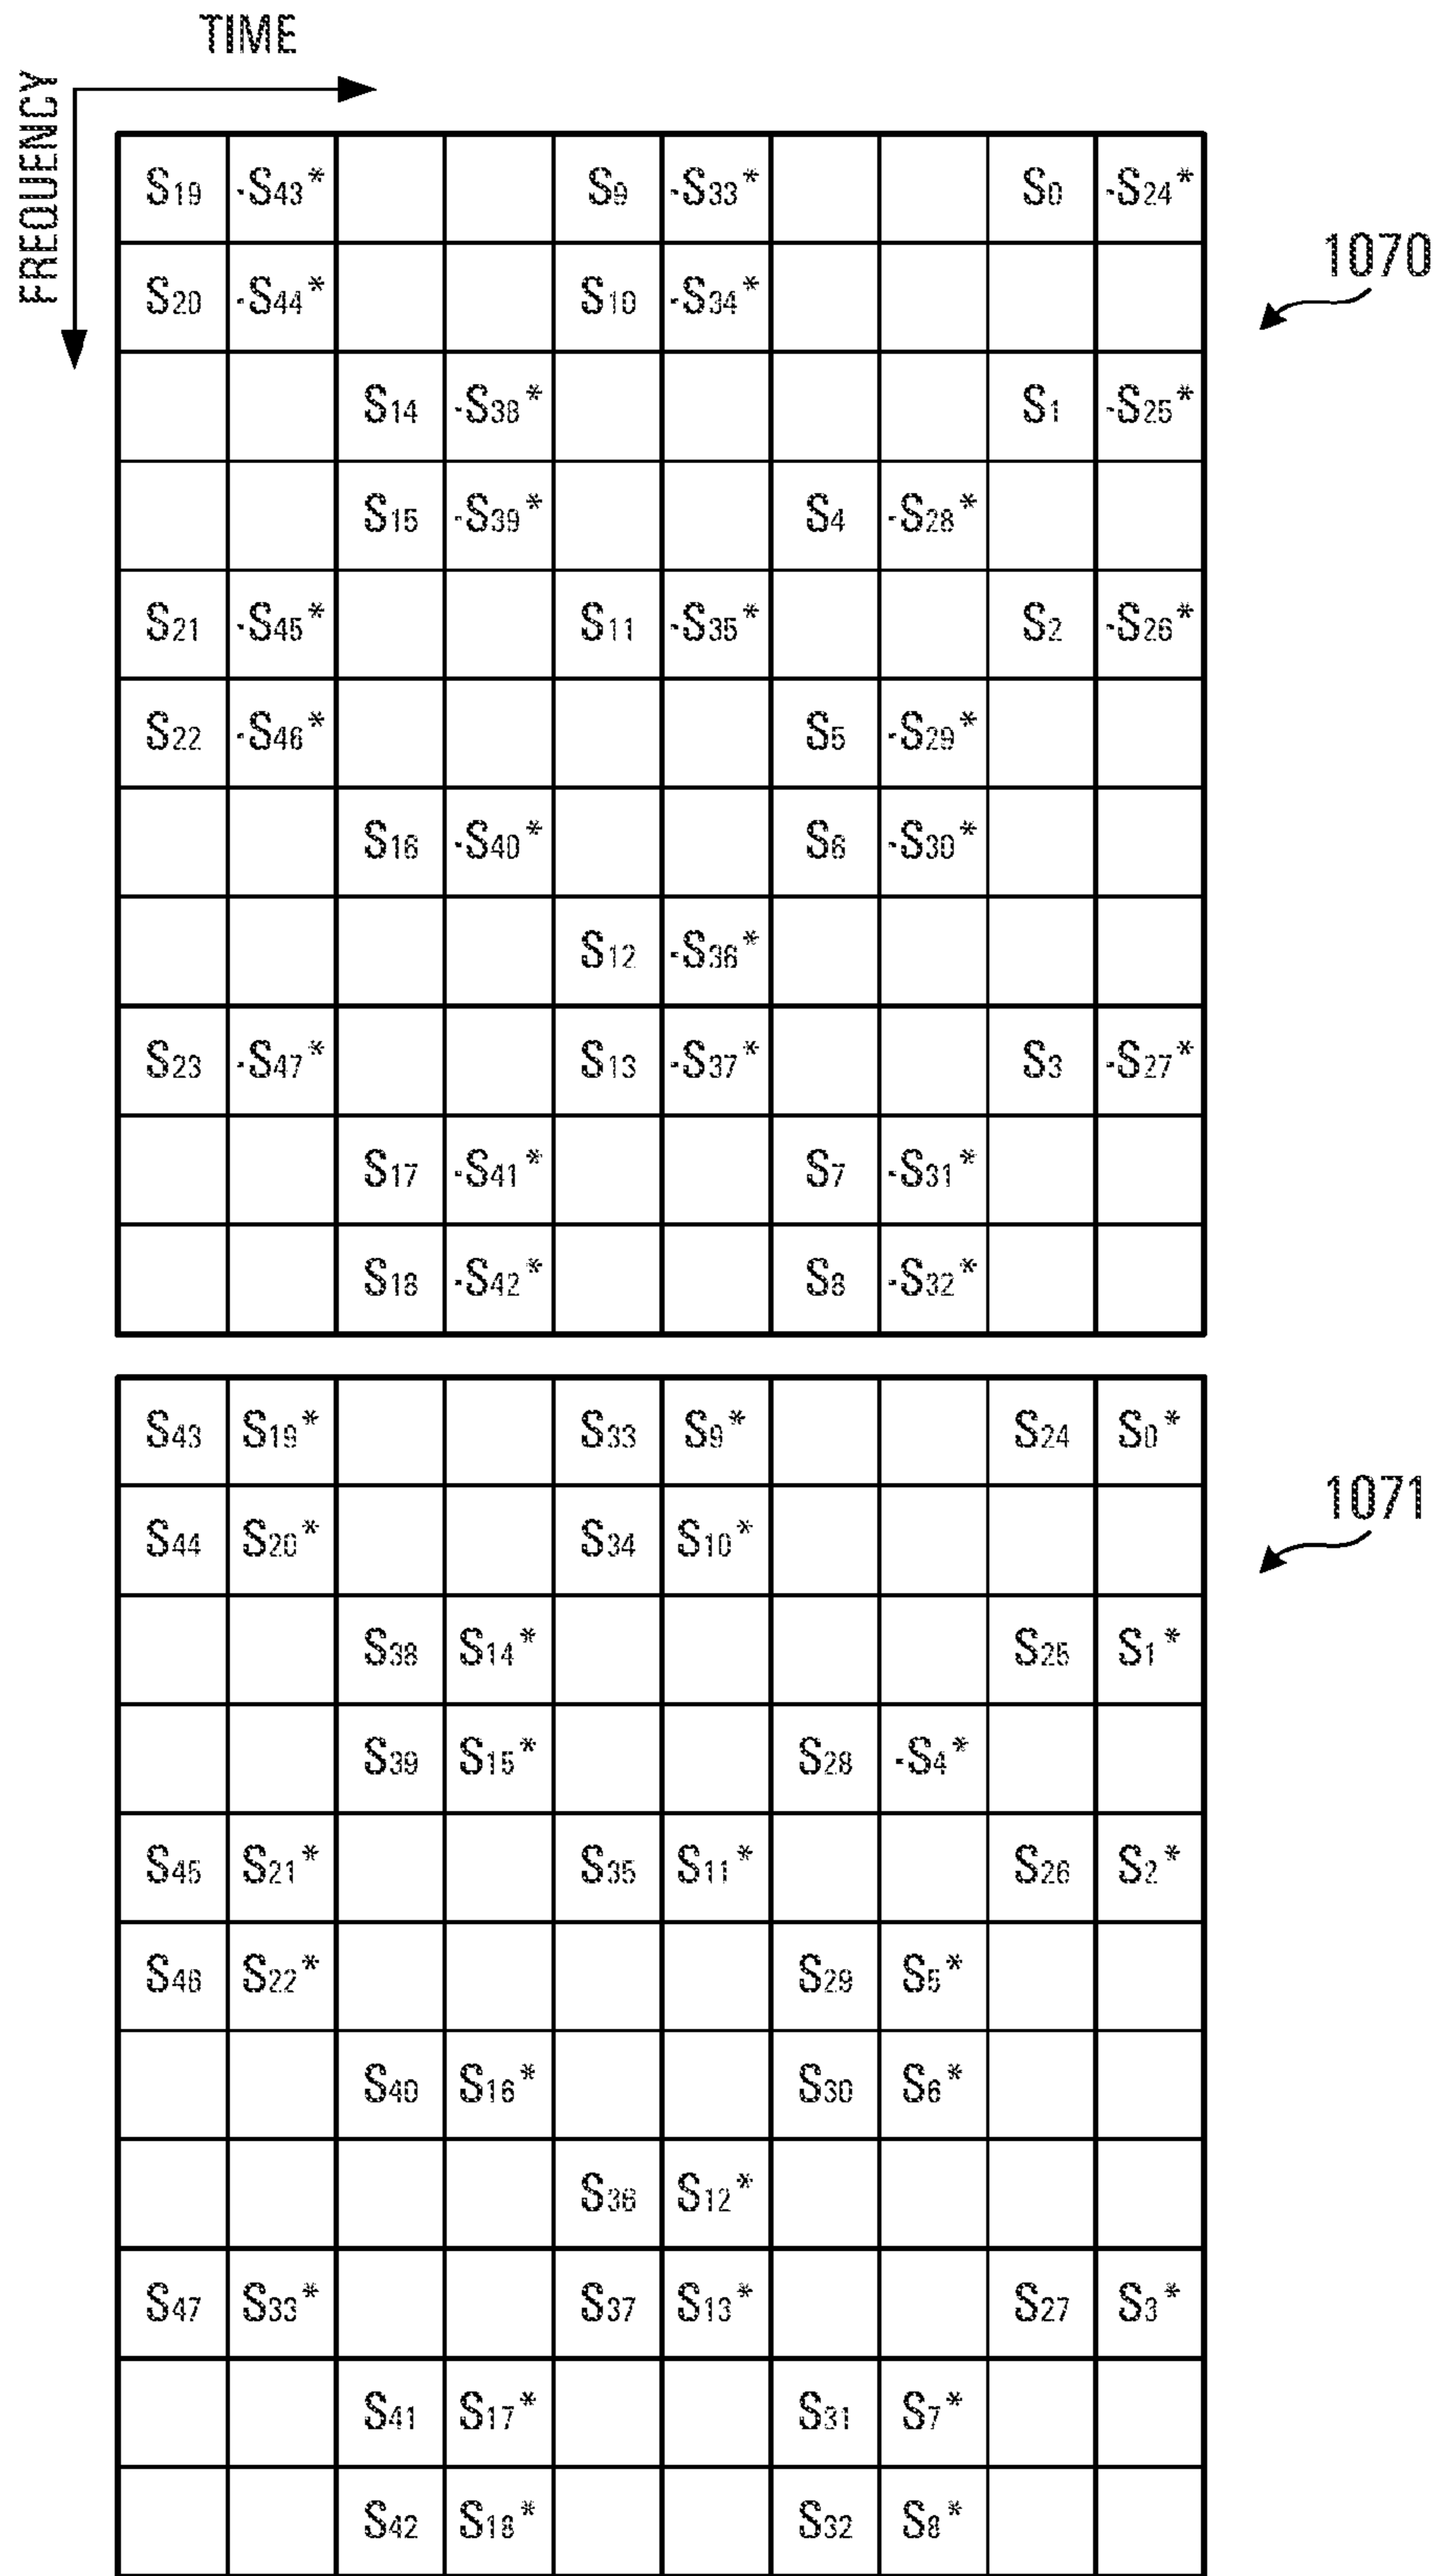 TIME
FREQUENCY
S19 -S43* S9 -S33* S0 -S24*
1070
S20 -S44* S10 -S34*
S14 -S38* S1 -S25*
S15 -S39* S4 -S28*
S21 -S45* S11 -S35* S2 -S26*
S22 -S46* S5 -S29*
S16 -S40* S6 -S30*
S12 -S36*
S23 -S47* S13 -S37* S3 -S27*
S17 -S41* S7 -S31*
S18 -S42* S8 -S32*
S43 S19* S33 S9* S24 S0*
1071
S44 S20* S34 S10*
S38 S14* S25 S1*
S39 S15* S28 -S4*
S45 S21* S35 S11* S26 S2*
S46 S22* S29 S5*
S40 S16* S30 S6*
S36 S12*
S47 S33* S37 S13* S27 S3*
S41 S17* S31 S7*
S42 S18* S32 S8*